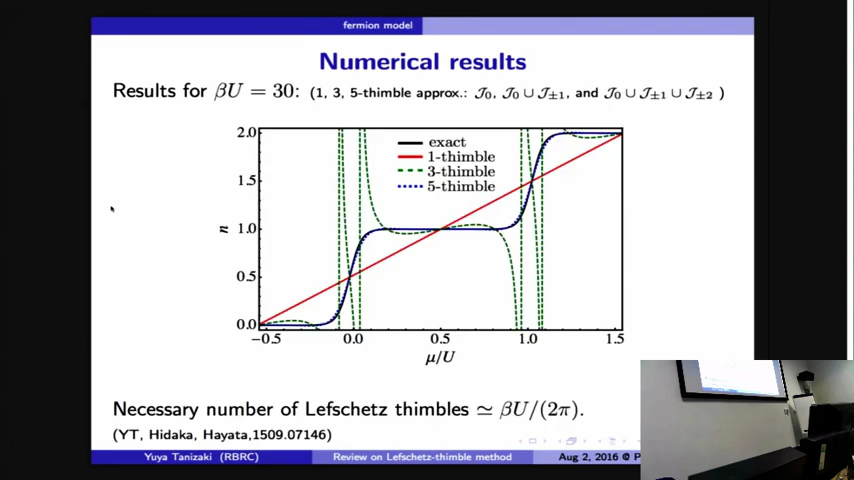 fermion model
Numerical results
Results for βU = 30: (1, 3, 5-thimble approx.: 𝒥₀, 𝒥₀ ∪ 𝒥±₁, and 𝒥₀ ∪ 𝒥±₁ ∪ 𝒥±₂ )
exact
1-thimble
3-thimble
5-thimble
2.0
1.5
1.0
0.5
0.0
n
−0.5 0.0 0.5 1.0 1.5
μ/U
Necessary number of Lefschetz thimbles ≃ βU/(2π).
(YT, Hidaka, Hayata,1509.07146)
Yuya Tanizaki (RBRC) Review on Lefschetz-thimble method Aug 2, 2016 @ P